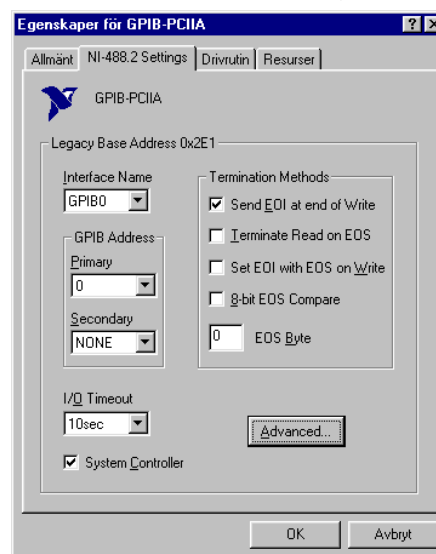 Egenskaper för GPIB-PCIIA
Allmänt NI-488.2 Settings Drivrutin Resurser
GPIB-PCIIA
Legacy Base Address 0x2E1
Interface Name
GPIB0
GPIB Address
Primary
0
Secondary
NONE
I/O Timeout
10sec
System Controller
Termination Methods
Send EOI at end of Write
Terminate Read on EOS
Set EOI with EOS on Write
8-bit EOS Compare
0 EOS Byte
Advanced...
OK Avbryt